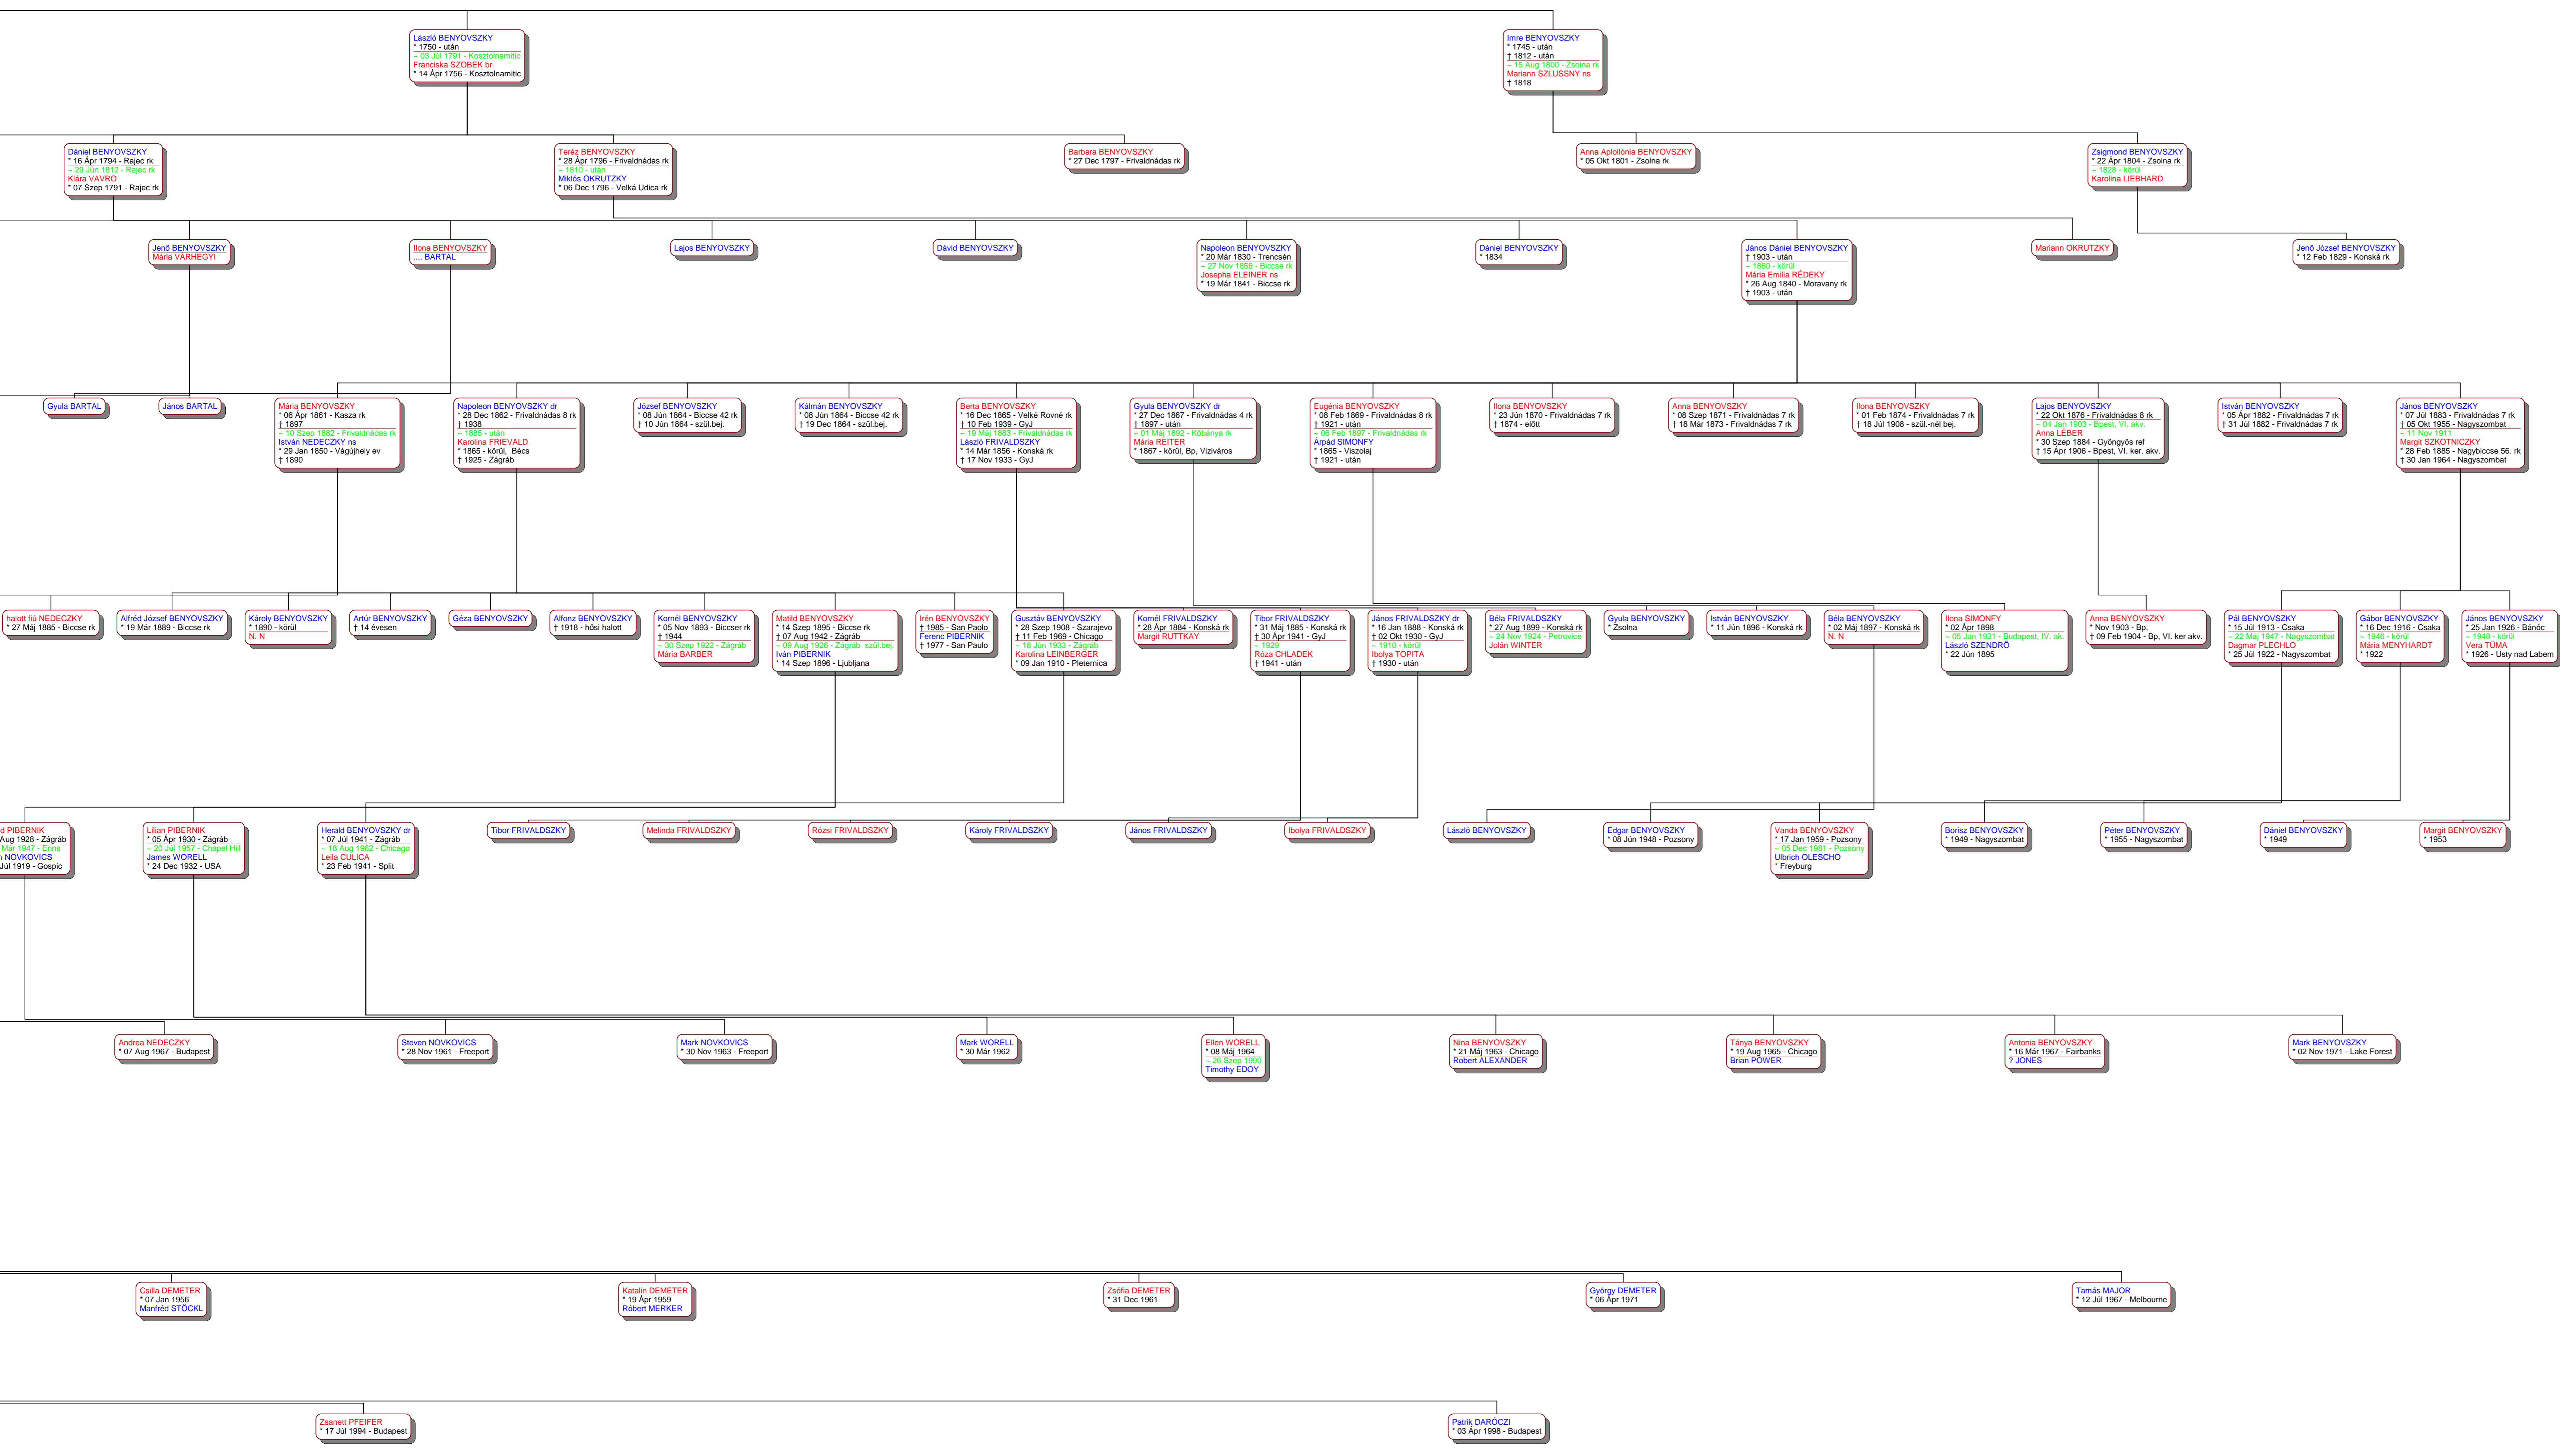 László BENYOVSZKY
* 1750 - után
~ 03 Júl 1791 - Kosztolnamitic
Franciska SZOBEK br
* 14 Ápr 1756 - Kosztolnamitic
Imre BENYOVSZKY
* 1745 - után
† 1812 - után
~ 15 Aug 1800 - Zsolna rk
Mariann SZLUSSNY ns
† 1818
Dániel BENYOVSZKY
* 16 Ápr 1794 - Rajec rk
~ 29 Jún 1812 - Rajec rk
Klára VAVRO
* 07 Szep 1791 - Rajec rk
Teréz BENYOVSZKY
* 28 Ápr 1796 - Frivaldnádas rk
~ 1810 - után
Miklós OKRUTZKY
* 06 Dec 1796 - Velká Udica rk
Barbara BENYOVSZKY
* 27 Dec 1797 - Frivaldnádas rk
Anna Aplollónia BENYOVSZKY
* 05 Okt 1801 - Zsolna rk
Zsigmond BENYOVSZKY
* 22 Ápr 1804 - Zsolna rk
~ 1828 - körül
Karolina LIEBHARD
Jenő BENYOVSZKY
Mária VÁRHEGYI
Ilona BENYOVSZKY
.... BARTAL
Lajos BENYOVSZKY
Dávid BENYOVSZKY
Napoleon BENYOVSZKY
* 20 Már 1830 - Trencsén
~ 27 Nov 1856 - Biccse rk
Josepha ELEINER ns
* 19 Már 1841 - Biccse rk
Dániel BENYOVSZKY
* 1834
János Dániel BENYOVSZKY
† 1903 - után
~ 1860 - körül
Mária Emilia RÉDEKY
* 26 Aug 1840 - Moravany rk
† 1903 - után
Mariann OKRUTZKY
Jenő József BENYOVSZKY
* 12 Feb 1829 - Konská rk
Gyula BARTAL
János BARTAL
Mária BENYOVSZKY
* 06 Ápr 1861 - Kasza rk
† 1897
~ 10 Szep 1882 - Frivaldnádas rk
István NEDECZKY ns
* 29 Jan 1850 - Vágújhely ev
† 1890
Napoleon BENYOVSZKY dr
* 28 Dec 1862 - Frivaldnádas 8 rk
† 1938
~ 1886 - után
Karolina FRIEVALD
* 1865 - körül, Bécs
† 1925 - Zágráb
József BENYOVSZKY
* 08 Jún 1864 - Biccse 42 rk
† 10 Jún 1864 - szül.bej.
Kálmán BENYOVSZKY
* 08 Jún 1864 - Biccse 42 rk
† 19 Dec 1864 - szül.bej.
Berta BENYOVSZKY
* 16 Dec 1865 - Velké Rovné rk
† 10 Feb 1939 - GyJ
~ 19 Máj 1883 - Frivaldnádas rk
László FRIVALDSZKY
* 14 Már 1856 - Konská rk
† 17 Nov 1933 - GyJ
Gyula BENYOVSZKY dr
* 27 Dec 1867 - Frivaldnádas 4 rk
† 1897 - után
~ 01 Máj 1892 - Kőbánya rk
Mária REITER
* 1867 - körül, Bp, Viziváros
Eugénia BENYOVSZKY
* 08 Feb 1869 - Frivaldnádas 8 rk
† 1921 - után
~ 06 Feb 1897 - Frivaldnádas rk
Árpád SIMONFY
* 1865 - Viszolaj
† 1921 - után
Ilona BENYOVSZKY
* 23 Jún 1870 - Frivaldnádas 7 rk
† 1874 - előtt
Anna BENYOVSZKY
* 08 Szep 1871 - Frivaldnádas 7 rk
† 18 Már 1873 - Frivaldnádas 7 rk
Ilona BENYOVSZKY
* 01 Feb 1874 - Frivaldnádas 7 rk
† 18 Júl 1908 - szül.-nél bej.
Lajos BENYOVSZKY
* 22 Okt 1876 - Frivaldnádas 8 rk
~ 04 Jan 1903 - Bpest, VI. akv.
Anna LÉBER
* 30 Szep 1884 - Gyöngyös ref
† 15 Ápr 1906 - Bpest, VI. ker. akv.
István BENYOVSZKY
* 05 Ápr 1882 - Frivaldnádas 7 rk
† 31 Júl 1882 - Frivaldnádas 7 rk
János BENYOVSZKY
* 07 Júl 1883 - Frivaldnádas 7 rk
† 05 Okt 1955 - Nagyszombat
~ 11 Nov 1911
Margit SZKOTNICZKY
* 28 Feb 1885 - Nagybiccse 56. rk
† 30 Jan 1964 - Nagyszombat
halott fiú NEDECZKY
* 27 Máj 1885 - Biccse rk
Alfréd József BENYOVSZKY
* 19 Már 1889 - Biccse rk
Károly BENYOVSZKY
* 1890 - körül
N. N
Artúr BENYOVSZKY
† 14 évesen
Géza BENYOVSZKY
Alfonz BENYOVSZKY
† 1918 - hősi halott
Kornél BENYOVSZKY
* 05 Nov 1893 - Biccser rk
† 1944
~ 30 Szep 1922 - Zágráb
Mária BARBER
Matild BENYOVSZKY
* 14 Szep 1895 - Biccse rk
† 07 Aug 1942 - Zágráb
~ 09 Aug 1926 - Zágráb szül.bej.
Iván PIBERNIK
* 14 Szep 1896 - Ljubljana
Irén BENYOVSZKY
† 1985 - San Paolo
Ferenc PIBERNIK
† 1977 - San Paulo
Gusztáv BENYOVSZKY
* 28 Szep 1908 - Szarajevo
† 11 Feb 1969 - Chicago
~ 18 Jún 1933 - Zágráb
Karolina LEINBERGER
* 09 Jan 1910 - Pleternica
Kornél FRIVALDSZKY
* 28 Ápr 1884 - Konská rk
Margit RUTTKAY
Tibor FRIVALDSZKY
* 31 Máj 1885 - Konská rk
† 30 Ápr 1941 - GyJ
~ 1929
Róza CHLADEK
† 1941 - után
János FRIVALDSZKY dr
* 16 Jan 1888 - Konská rk
† 02 Okt 1930 - GyJ
~ 1910 - körül
Ibolya TOPITA
† 1930 - után
Béla FRIVALDSZKY
* 27 Aug 1899 - Konská rk
~ 24 Nov 1924 - Petrovice
Jolán WINTER
Gyula BENYOVSZKY
* Zsolna
István BENYOVSZKY
* 11 Jún 1896 - Konská rk
Béla BENYOVSZKY
* 02 Máj 1897 - Konská rk
N. N
Ilona SIMONFY
* 02 Ápr 1898
~ 05 Jan 1921 - Budapest, IV. ak.
László SZENDRŐ
* 22 Jún 1895
Anna BENYOVSZKY
* Nov 1903 - Bp,
† 09 Feb 1904 - Bp, VI. ker akv.
Pál BENYOVSZKY
* 15 Júl 1913 - Csaka
~ 22 Máj 1947 - Nagyszombat
Dagmar PLECHLO
* 25 Júl 1922 - Nagyszombat
Gábor BENYOVSZKY
* 16 Dec 1916 - Csaka
~ 1946 - körül
Mária MENYHARDT
* 1922
János BENYOVSZKY
* 25 Jan 1926 - Bánóc
~ 1948 - körül
Vera TŰMA
* 1926 - Usty nad Labem
d PIBERNIK
Aug 1928 - Zágráb
Már 1947 - Enns
NOVKOVICS
Júl 1919 - Gospic
Lilian PIBERNIK
* 05 Ápr 1930 - Zágráb
~ 20 Júl 1957 - Chapel Hill
James WORELL
* 24 Dec 1932 - USA
Herald BENYOVSZKY dr
* 07 Júl 1941 - Zágráb
~ 18 Aug 1962 - Chicago
Leila CULICA
* 23 Feb 1941 - Split
Tibor FRIVALDSZKY
Melinda FRIVALDSZKY
Rózsi FRIVALDSZKY
Károly FRIVALDSZKY
János FRIVALDSZKY
Ibolya FRIVALDSZKY
László BENYOVSZKY
Edgar BENYOVSZKY
* 08 Jún 1948 - Pozsony
Vanda BENYOVSZKY
* 17 Jan 1959 - Pozsony
~ 05 Dec 1981 - Pozsony
Ulbrich OLESCHO
* Freyburg
Borisz BENYOVSZKY
* 1949 - Nagyszombat
Péter BENYOVSZKY
* 1955 - Nagyszombat
Dániel BENYOVSZKY
* 1949
Margit BENYOVSZKY
* 1953
Andrea NEDECZKY
* 07 Aug 1967 - Budapest
Steven NOVKOVICS
* 28 Nov 1961 - Freeport
Mark NOVKOVICS
* 30 Nov 1963 - Freeport
Mark WORELL
* 30 Már 1962
Ellen WORELL
* 08 Máj 1964
~ 26 Szep 1990
Timothy EDOY
Nina BENYOVSZKY
* 21 Máj 1963 - Chicago
Robert ALEXANDER
Tánya BENYOVSZKY
* 19 Aug 1965 - Chicago
Brian POWER
Antonia BENYOVSZKY
* 16 Már 1967 - Fairbanks
? JONES
Mark BENYOVSZKY
* 02 Nov 1971 - Lake Forest
Csilla DEMETER
* 07 Jan 1956
Manfréd STÖCKL
Katalin DEMETER
* 19 Ápr 1959
Róbert MERKER
Zsófia DEMETER
* 31 Dec 1961
György DEMETER
* 06 Ápr 1971
Tamás MAJOR
* 12 Júl 1967 - Melbourne
Zsanett PFEIFER
* 17 Júl 1994 - Budapest
Patrik DARÓCZI
* 03 Ápr 1998 - Budapest